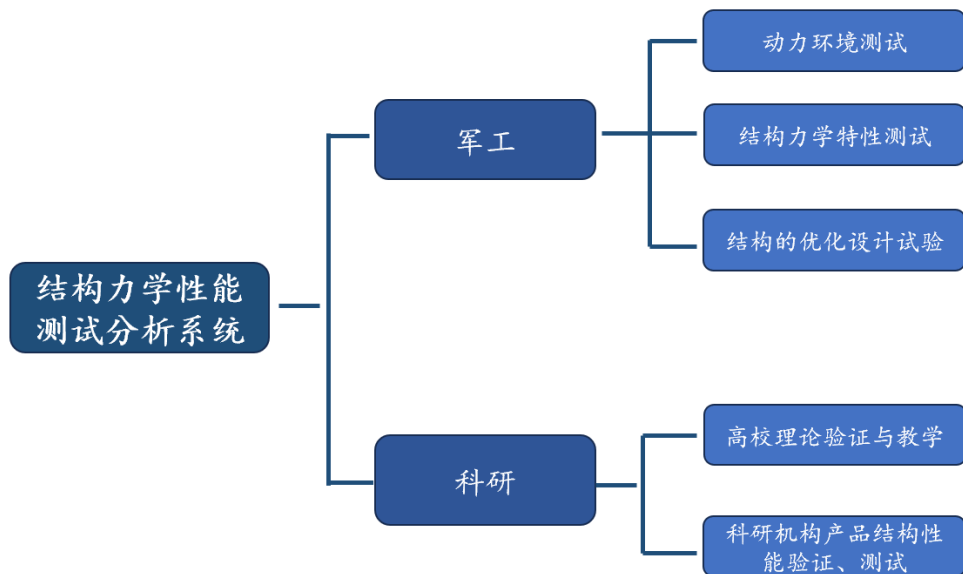 结构力学性能
测试分析系统
军工
动力环境测试
结构力学特性测试
结构的优化设计试验
科研
高校理论验证与教学
科研机构产品结构性
能验证、测试